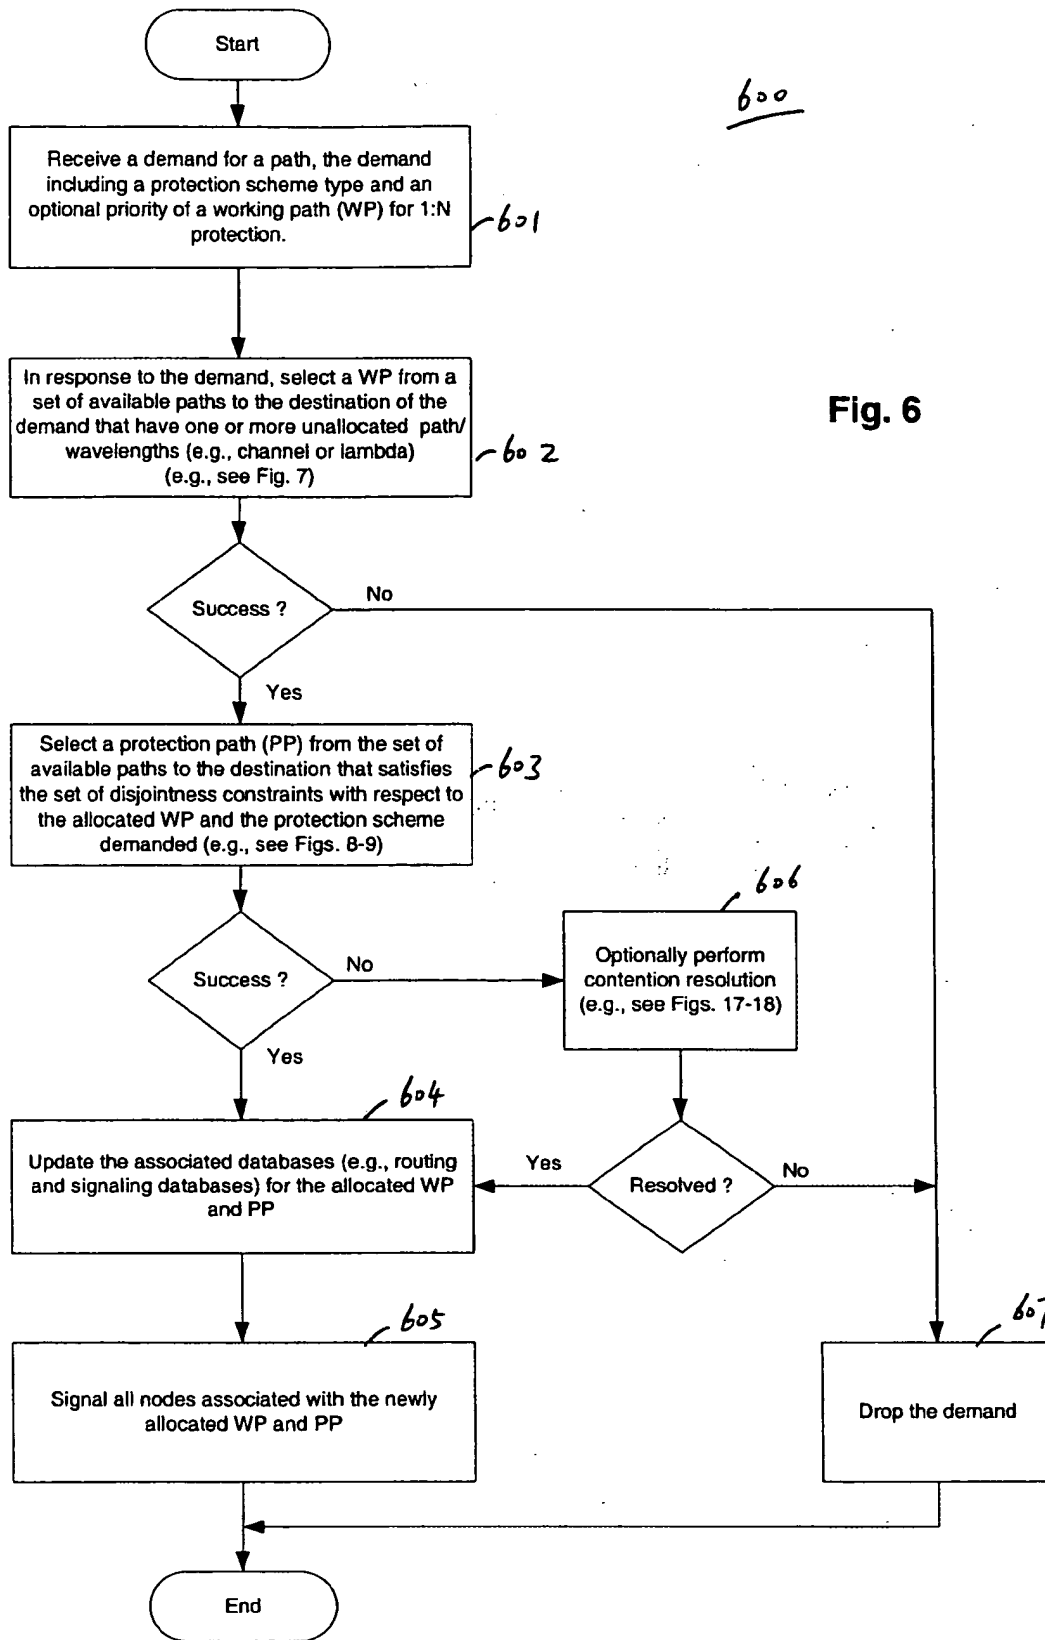 Start
600
Receive a demand for a path, the demand
including a protection scheme type and an
optional priority of a working path (WP) for 1:N
protection.
601
In response to the demand, select a WP from a
set of available paths to the destination of the
demand that have one or more unallocated path/
wavelengths (e.g., channel or lambda)
(e.g., see Fig. 7)
602
Fig. 6
Success ?
No
Yes
Select a protection path (PP) from the set of
available paths to the destination that satisfies
the set of disjointness constraints with respect to
the allocated WP and the protection scheme
demanded (e.g., see Figs. 8-9)
603
Success ?
No
Yes
606
Optionally perform
contention resolution
(e.g., see Figs. 17-18)
604
Update the associated databases (e.g., routing
and signaling databases) for the allocated WP
and PP
Yes
Resolved ?
No
605
Signal all nodes associated with the newly
allocated WP and PP
607
Drop the demand
End